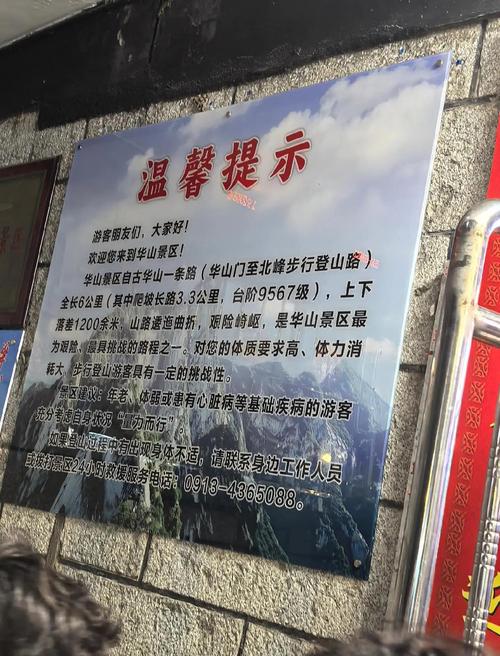 温馨提示
游客朋友们，大家好！
欢迎您来到华山景区！
华山景区自古华山一条路（华山门至北峰步行登山路）
全长6公里（其中爬坡长路3.3公里，台阶9567级），上下
落差1200余米，山路逶迤曲折，艰险崎岖，是华山景区最
为艰险、最具挑战的路程之一。对您的体质要求高、体力消
耗大、步行登山游客具有一定的挑战性。
景区建议：年老、体弱或患有心脏病等基础疾病的游客
充分考虑自身状况“量力而行”。
如果登山过程中有出现身体不适，请联系身边工作人员
或拨打景区24小时救援服务电话：0913-4365088。